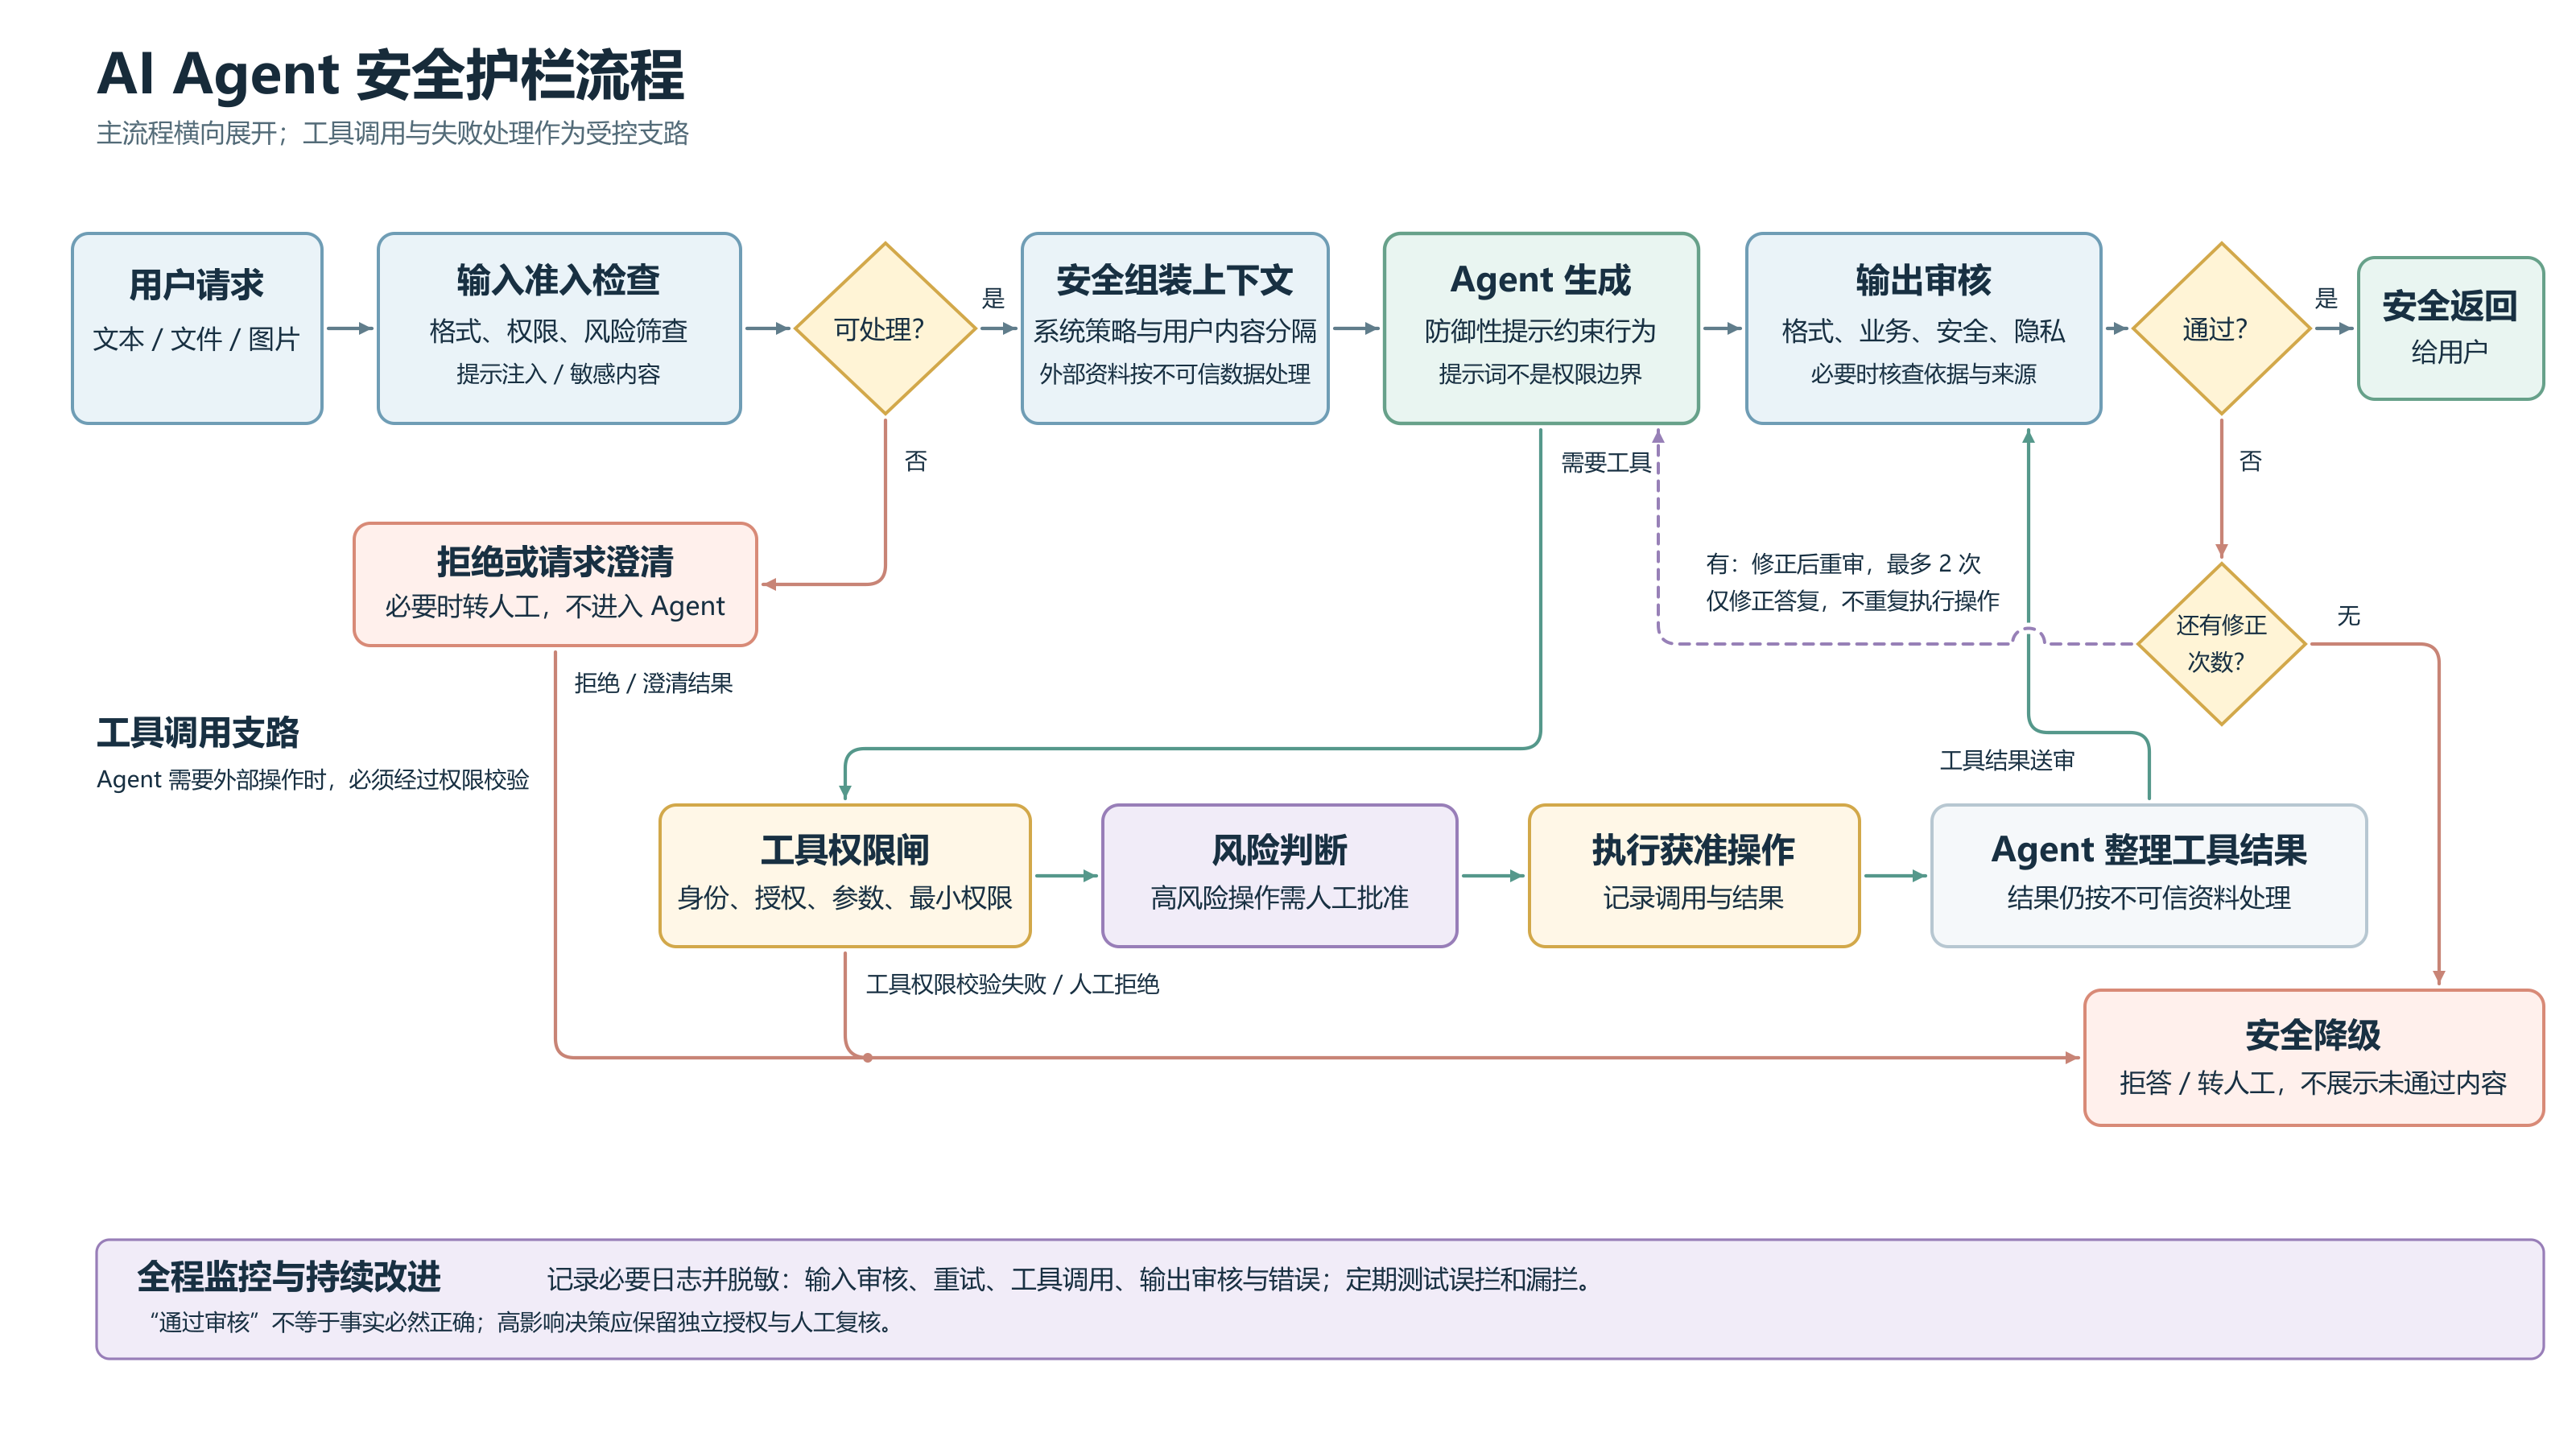 AI Agent 安全护栏流程
主流程横向展开；工具调用与失败处理作为受控支路
用户请求
文本 / 文件 / 图片
输入准入检查
格式、权限、风险筛查
提示注入 / 敏感内容
可处理？
是
否
安全组装上下文
系统策略与用户内容分隔
外部资料按不可信数据处理
Agent 生成
防御性提示约束行为
提示词不是权限边界
输出审核
格式、业务、安全、隐私
必要时核查依据与来源
通过？
是
否
安全返回
给用户
需要工具
拒绝或请求澄清
必要时转人工，不进入 Agent
有：修正后重审，最多 2 次
仅修正答复，不重复执行操作
还有修正
次数？
无
拒绝 / 澄清结果
工具调用支路
Agent 需要外部操作时，必须经过权限校验
工具结果送审
工具权限闸
身份、授权、参数、最小权限
风险判断
高风险操作需人工批准
执行获准操作
记录调用与结果
Agent 整理工具结果
结果仍按不可信资料处理
工具权限校验失败 / 人工拒绝
安全降级
拒答 / 转人工，不展示未通过内容
全程监控与持续改进
记录必要日志并脱敏：输入审核、重试、工具调用、输出审核与错误；定期测试误拦和漏拦。
“通过审核”不等于事实必然正确；高影响决策应保留独立授权与人工复核。